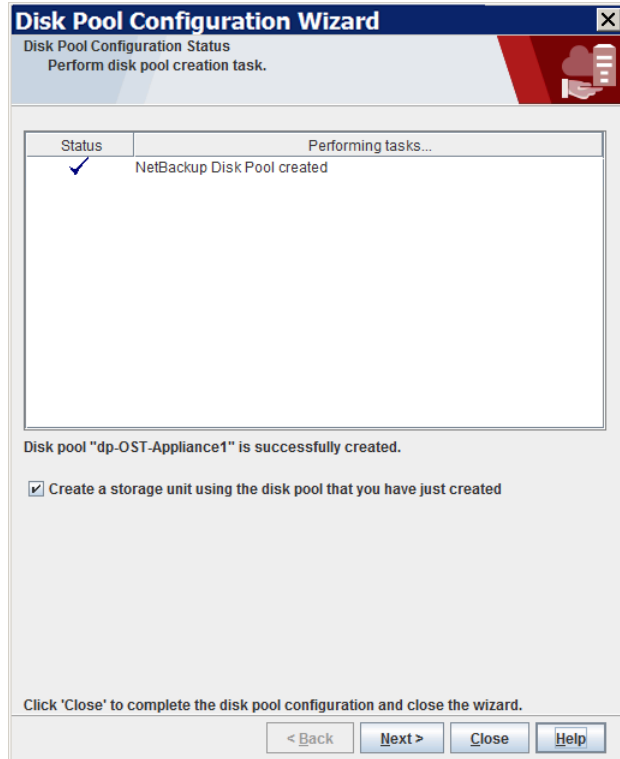 Disk Pool Configuration Wizard
Disk Pool Configuration Status
Perform disk pool creation task.
Status Performing tasks...
NetBackup Disk Pool created
Disk pool "dp-OST-Appliance1" is successfully created.
Create a storage unit using the disk pool that you have just created
Click 'Close' to complete the disk pool configuration and close the wizard.
< Back Next > Close Help